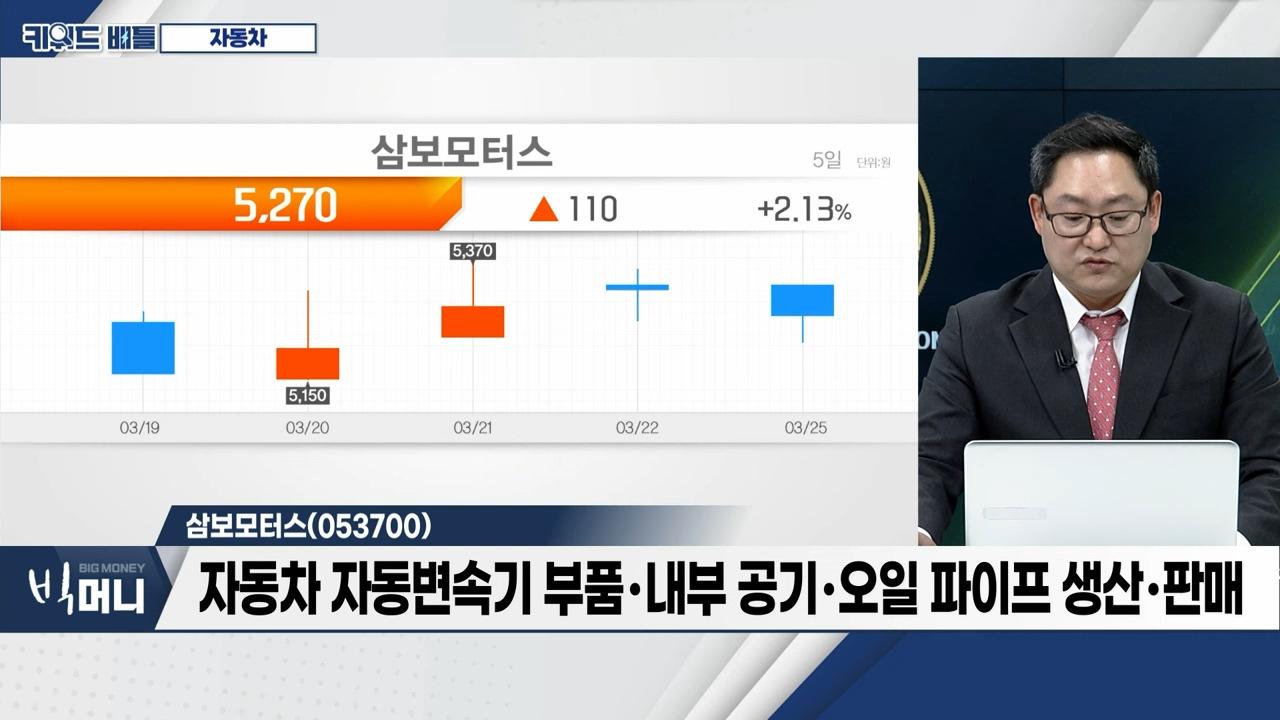 키워드 배틀
자동차
삼보모터스
5일 단위:원
5,270 ▲ 110 +2.13%
5,370
5,150
03/19 03/20 03/21 03/22 03/25
삼보모터스(053700)
BIG MONEY
빅머니
자동차 자동변속기 부품·내부 공기·오일 파이프 생산·판매